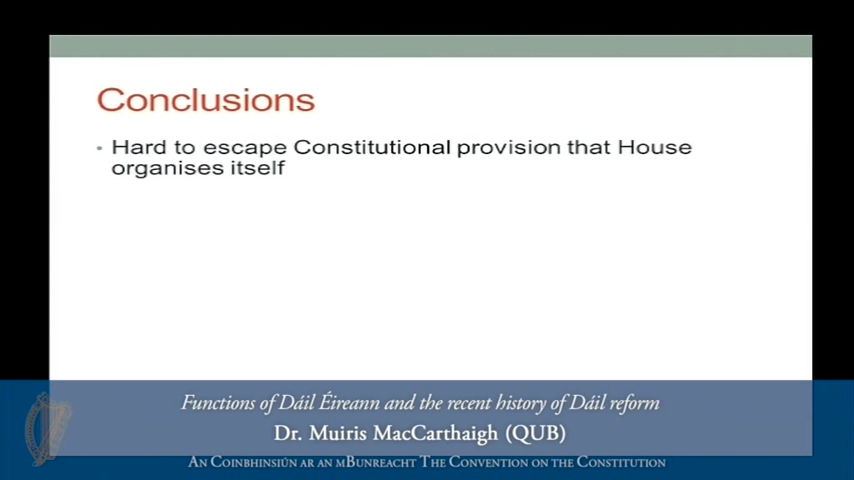 Conclusions
• Hard to escape Constitutional provision that House
organises itself
Functions of Dáil Éireann and the recent history of Dáil reform
Dr. Muiris MacCarthaigh (QUB)
An Coinbhinsiún ar an mBunreacht The Convention on the Constitution